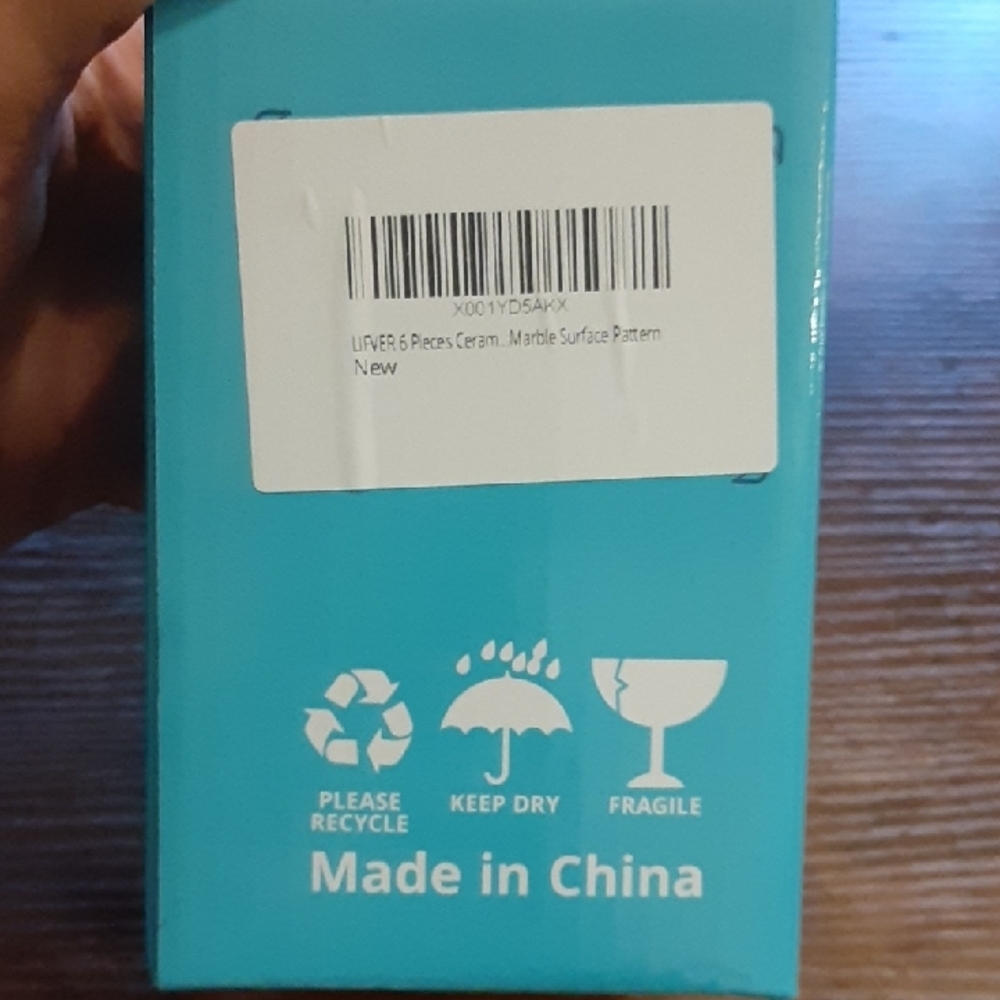 X001YD5AKX
LIFVER 6 Pieces Ceram...Marble Surface Pattern
New
PLEASE
RECYCLE
KEEP DRY
FRAGILE
Made in China